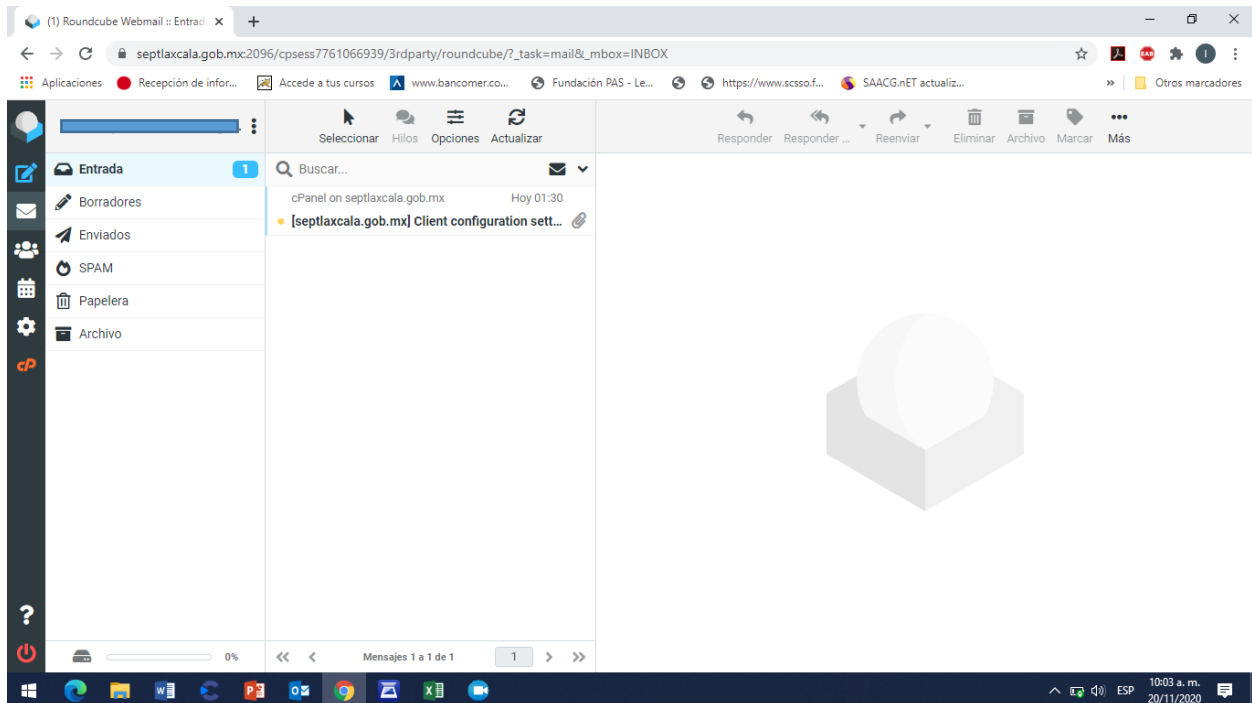 (1) Roundcube Webmail :: Entrad
septlaxcala.gob.mx:2096/cpsess7761066939/3rdparty/roundcube/?_task=mail&_mbox=INBOX
EAD
I
Aplicaciones Recepción de infor... Accede a tus cursos www.bancomer.co... Fundación PAS - Le... https://www.scsso.f... SAACG.nET actualiz... » Otros marcadores
Seleccionar Hilos Opciones Actualizar
Responder Responder ... Reenviar Eliminar Archivo Marcar Más
Entrada 1
Buscar...
Borradores
cPanel on septlaxcala.gob.mx Hoy 01:30
[septlaxcala.gob.mx] Client configuration sett...
Enviados
SPAM
Papelera
Archivo
cP
?
0%
Mensajes 1 a 1 de 1 1
ESP
10:03 a. m.
20/11/2020